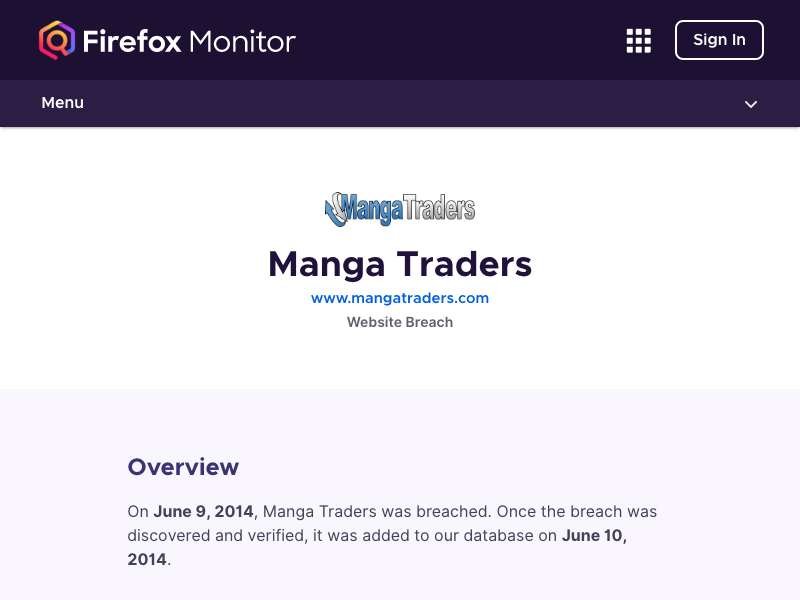 Firefox Monitor
Sign In
Menu
MangaTraders
Manga Traders
www.mangatraders.com
Website Breach
Overview
On June 9, 2014, Manga Traders was breached. Once the breach was
discovered and verified, it was added to our database on June 10,
2014.